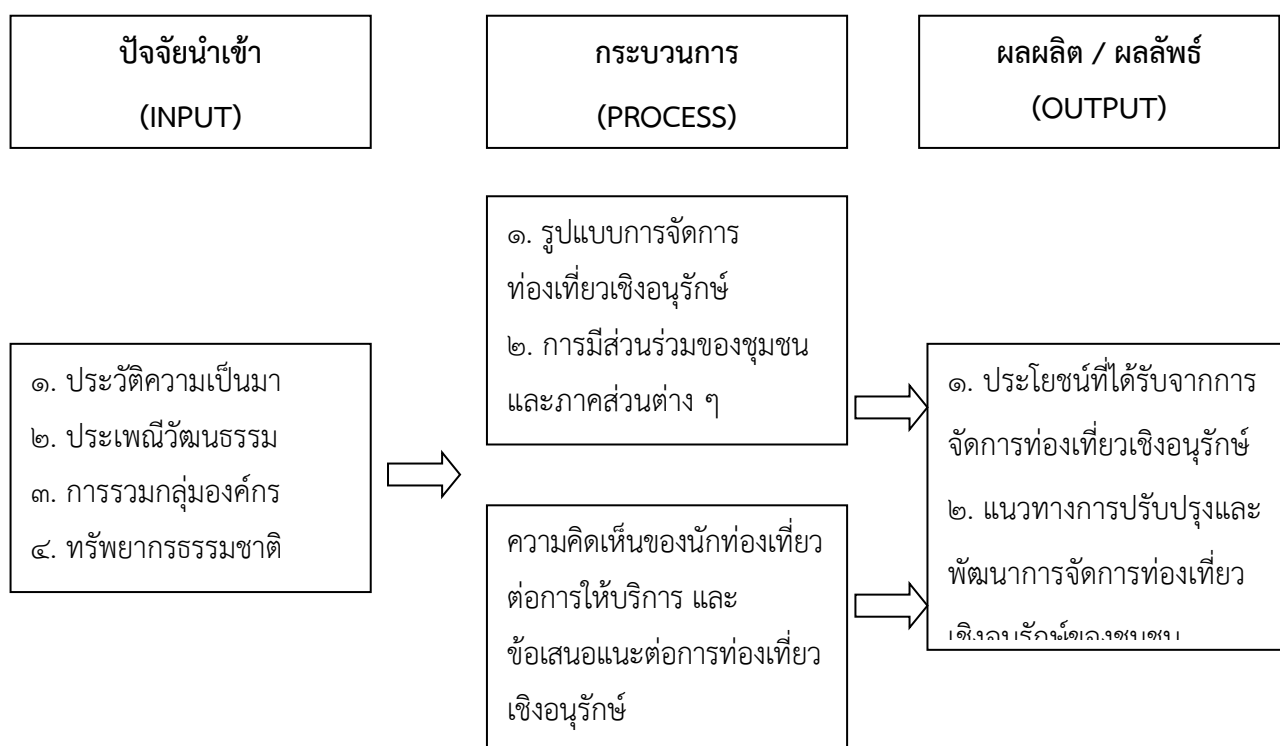 ปัจจัยนำเข้า
(INPUT)
กระบวนการ
(PROCESS)
ผลผลิต / ผลลัพธ์
(OUTPUT)
๑. ประวัติความเป็นมา
๒. ประเพณีวัฒนธรรม
๓. การรวมกลุ่มองค์กร
๔. ทรัพยากรธรรมชาติ
๑. รูปแบบการจัดการ
ท่องเที่ยวเชิงอนุรักษ์
๒. การมีส่วนร่วมของชุมชน
และภาคส่วนต่าง ๆ
ความคิดเห็นของนักท่องเที่ยว
ต่อการให้บริการ และ
ข้อเสนอแนะต่อการท่องเที่ยว
เชิงอนุรักษ์
๑. ประโยชน์ที่ได้รับจากการ
จัดการท่องเที่ยวเชิงอนุรักษ์
๒. แนวทางการปรับปรุงและ
พัฒนาการจัดการท่องเที่ยว
เชิงอนุรักษ์ของชุมชน